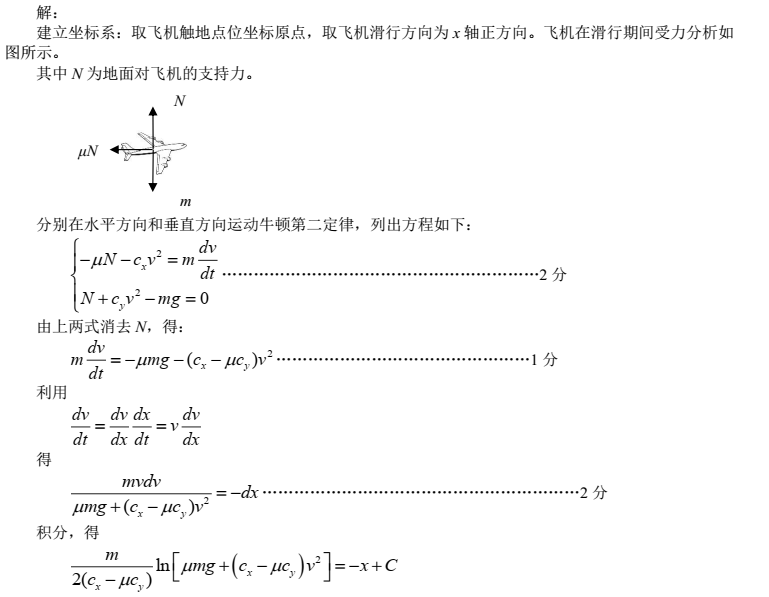 解：
建立坐标系：取飞机触地点位坐标原点，取飞机滑行方向为 x 轴正方向。飞机在滑行期间受力分析如
图所示。
其中 N 为地面对飞机的支持力。
N
μN
m
分别在水平方向和垂直方向运动牛顿第二定律，列出方程如下：
{ -μN - c_x v² = m dv/dt ……………………………………………………2 分
N + c_y v² - mg = 0
由上两式消去 N，得：
m dv/dt = -μmg - (c_x - μc_y)v² …………………………………………1 分
利用
dv/dt = dv/dx dx/dt = v dv/dx
得
mvdv / (μmg + (c_x - μc_y)v²) = -dx ……………………………………………………2 分
积分，得
m / (2(c_x - μc_y)) ln[μmg + (c_x - μc_y)v²] = -x + C